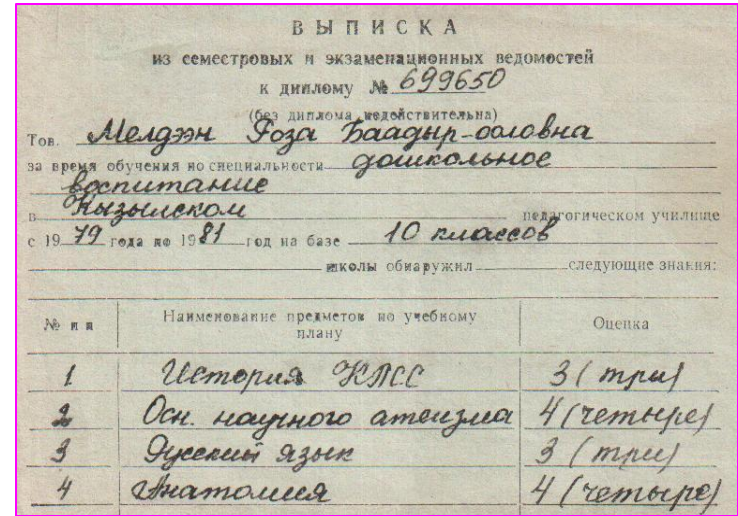 ВЫПИСКА
из семестровых и экзаменационных ведомостей
к диплому № 699650
(без диплома недействительна)
Тов. Мелдээн Роза Баадыр-ооловна
за время обучения по специальности дошкольное
воспитание
в Кызылском педагогическом училище
с 1979 года по 1981 год на базе 10 классов
школы обнаружил следующие знания:
№ п п Наименование предметов по учебному плану Оценка
1 История КПСС 3 (три)
2 Осн. научного атеизма 4 (четыре)
3 Русский язык 3 (три)
4 Анатомия 4 (четыре)